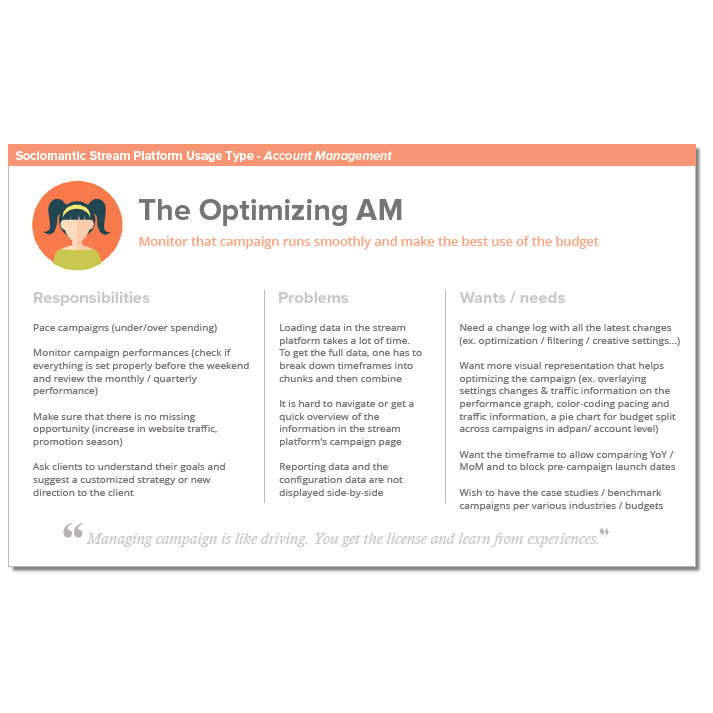 Sociomantic Stream Platform Usage Type - Account Management
The Optimizing AM
Monitor that campaign runs smoothly and make the best use of the budget
Responsibilities
Pace campaigns (under/over spending)
Monitor campaign performances (check if
everything is set properly before the weekend
and review the monthly / quarterly
performance)
Make sure that there is no missing
opportunity (increase in website traffic,
promotion season)
Ask clients to understand their goals and
suggest a customized strategy or new
direction to the client
Problems
Loading data in the stream
platform takes a lot of time.
To get the full data, one has to
break down timeframes into
chunks and then combine
It is hard to navigate or get a
quick overview of the
information in the stream
platform's campaign page
Reporting data and the
configuration data are not
displayed side-by-side
Wants / needs
Need a change log with all the latest changes
(ex. optimization / filtering / creative settings...)
Want more visual representation that helps
optimizing the campaign (ex. overlaying
settings changes & traffic information on the
performance graph, color-coding pacing and
traffic information, a pie chart for budget split
across campaigns in adpan/ account level)
Want the timeframe to allow comparing YoY /
MoM and to block pre-campaign launch dates
Wish to have the case studies / benchmark
campaigns per various industries / budgets
“ Managing campaign is like driving. You get the license and learn from experiences.”